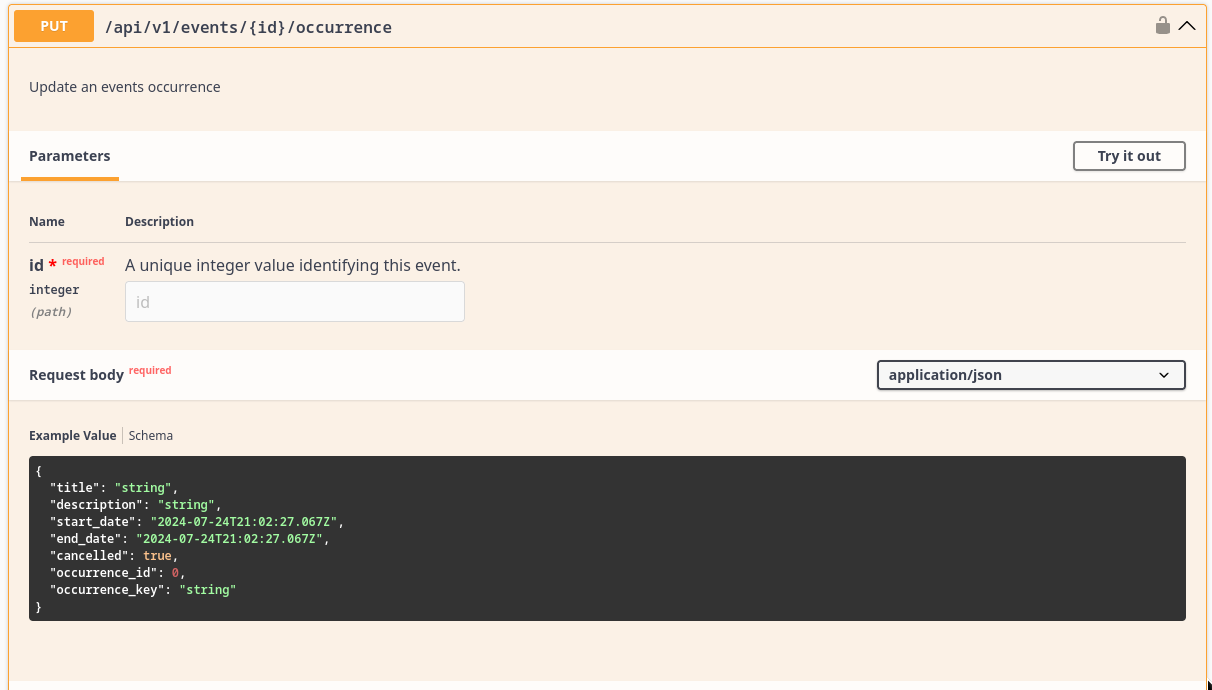 PUT /api/v1/events/{id}/occurrence
Update an events occurrence
Parameters Try it out
Name Description
id * required A unique integer value identifying this event.
integer id
(path)
Request body required application/json
Example Value Schema
{
  "title": "string",
  "description": "string",
  "start_date": "2024-07-24T21:02:27.067Z",
  "end_date": "2024-07-24T21:02:27.067Z",
  "cancelled": true,
  "occurrence_id": 0,
  "occurrence_key": "string"
}